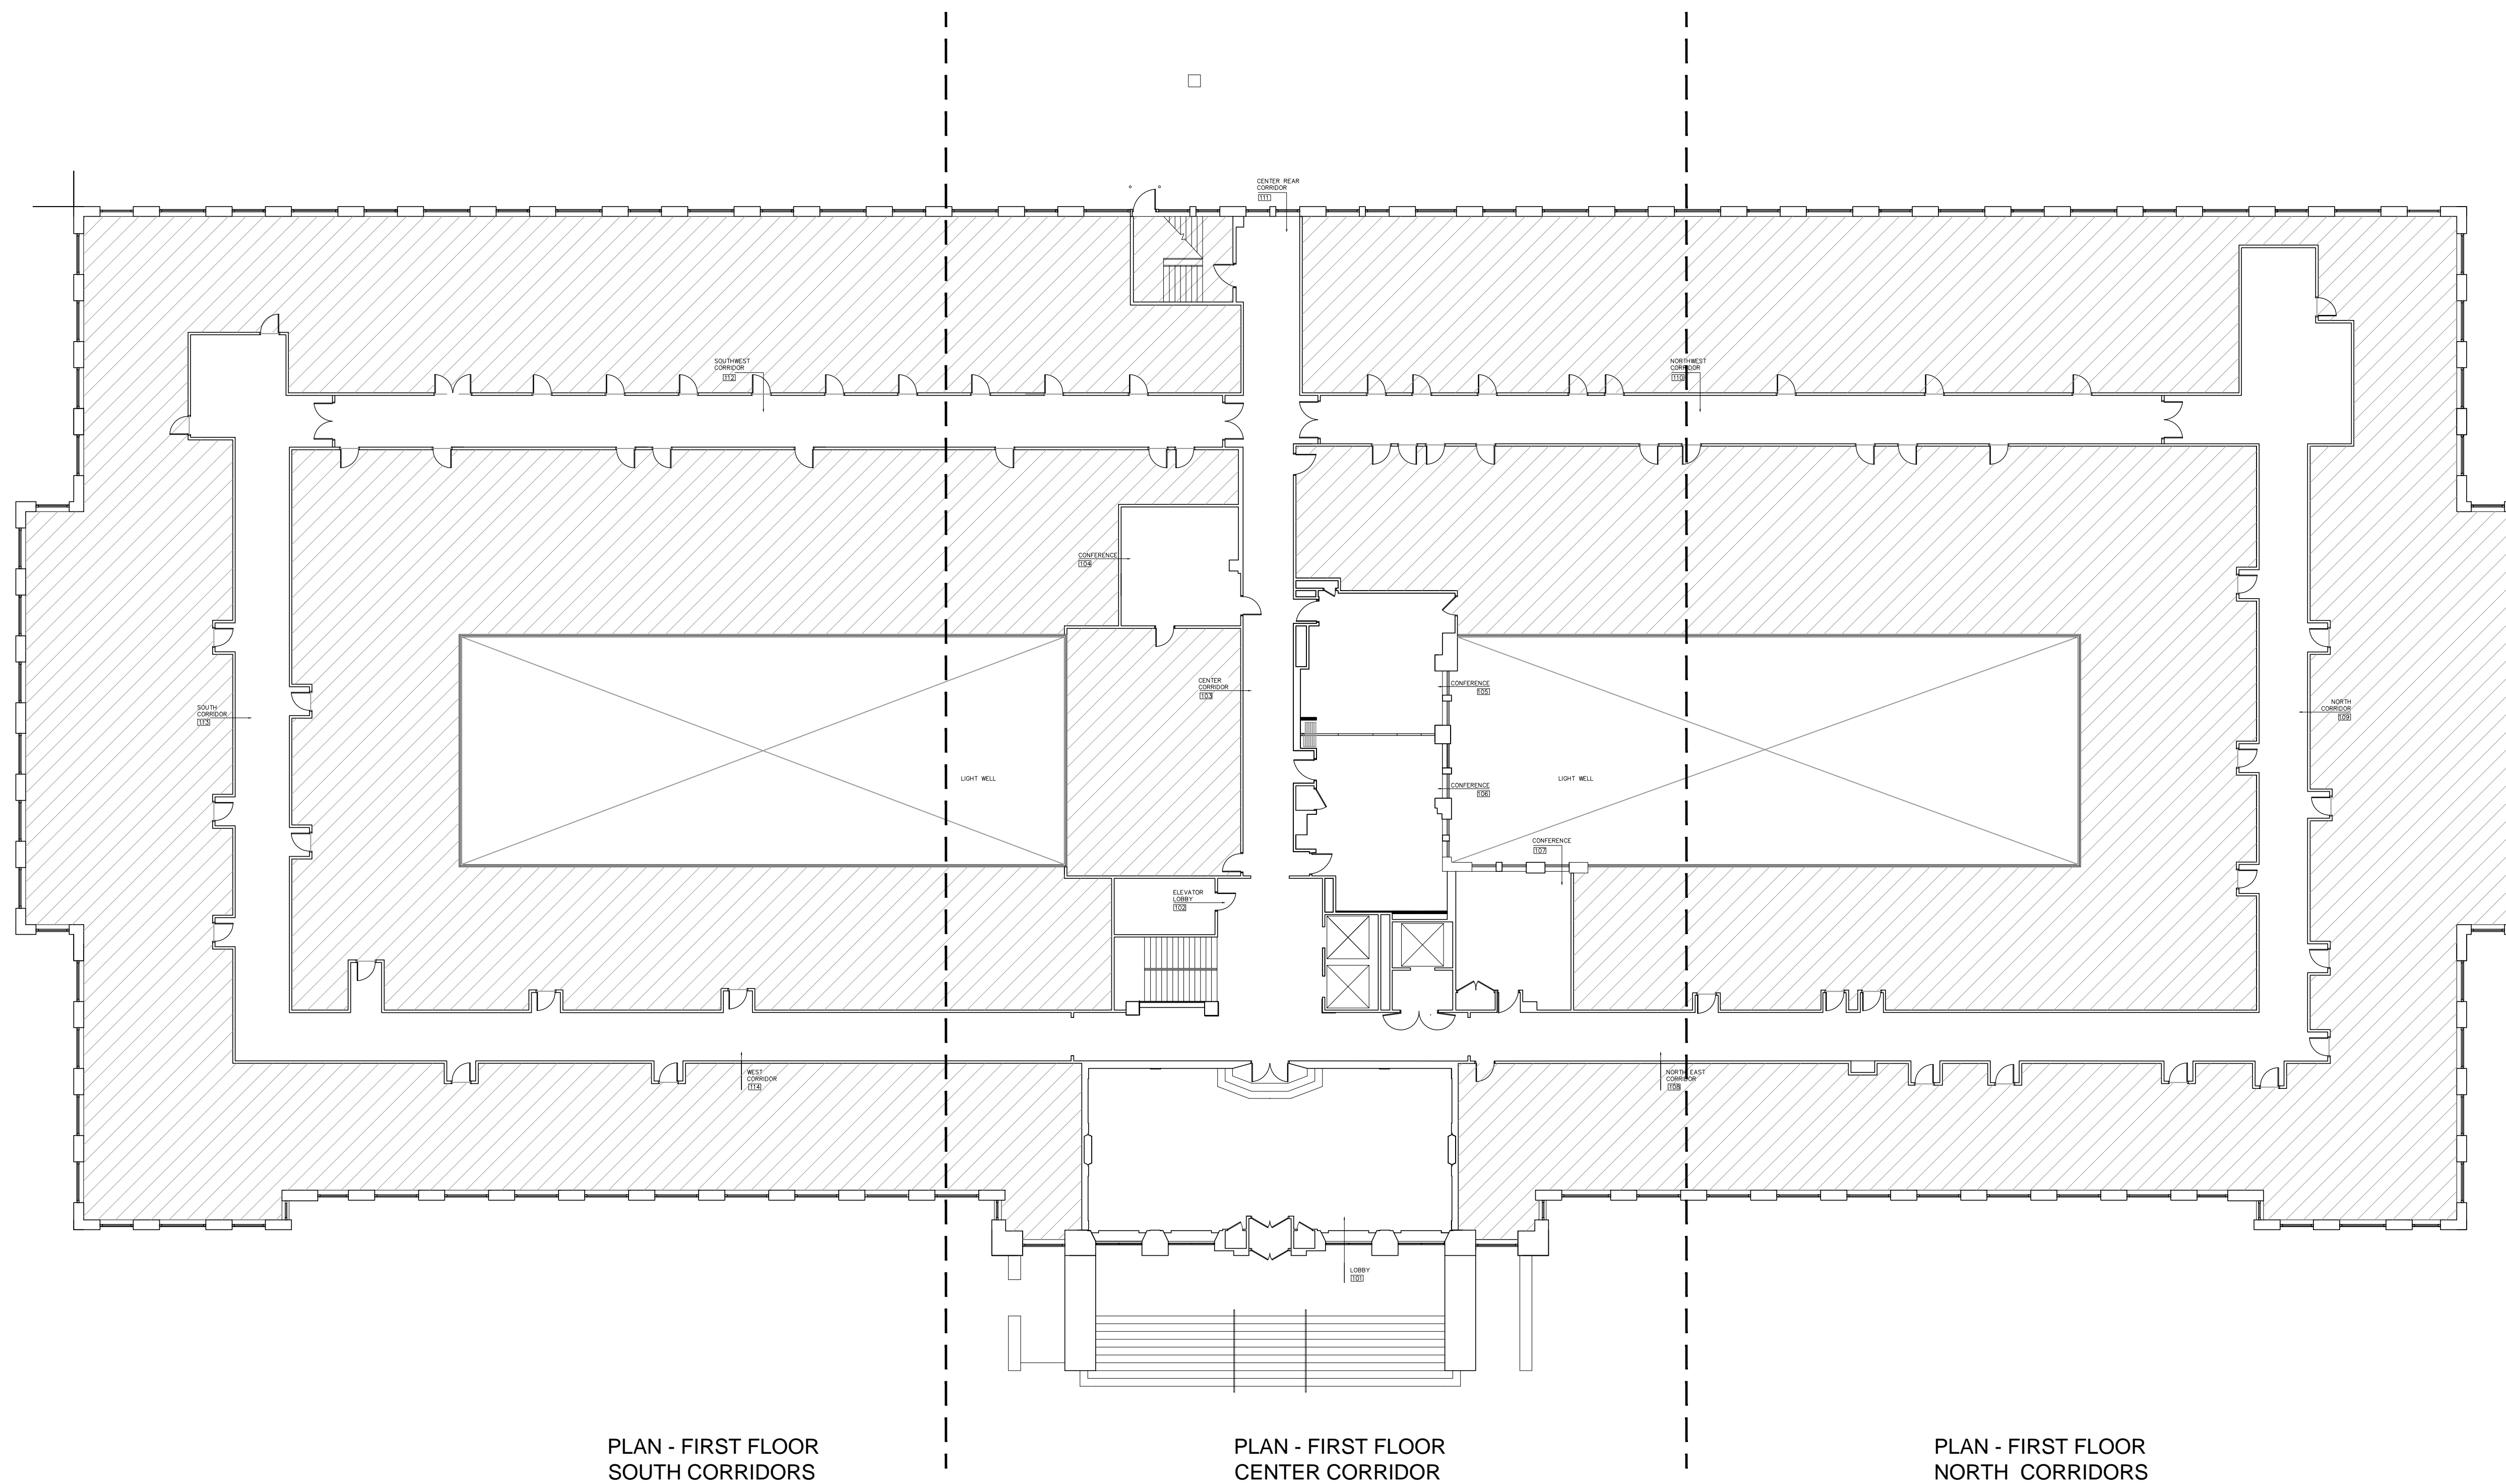 CENTER REAR
CORRIDOR
111
SOUTHWEST
CORRIDOR
112
NORTHWEST
CORRIDOR
110
CONFERENCE
104
CENTER
CORRIDOR
103
CONFERENCE
105
SOUTH
CORRIDOR
113
NORTH
CORRIDOR
109
LIGHT WELL
LIGHT WELL
CONFERENCE
106
CONFERENCE
107
ELEVATOR
LOBBY
102
WEST
CORRIDOR
114
NORTH EAST
CORRIDOR
108
LOBBY
101
PLAN - FIRST FLOOR
SOUTH CORRIDORS
PLAN - FIRST FLOOR
CENTER CORRIDOR
PLAN - FIRST FLOOR
NORTH CORRIDORS